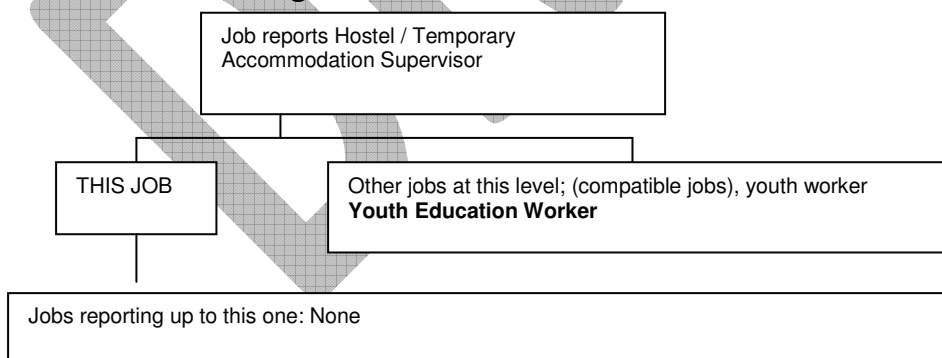 Job reports Hostel / Temporary
Accommodation Supervisor
THIS JOB
Other jobs at this level; (compatible jobs), youth worker
Youth Education Worker
Jobs reporting up to this one: None